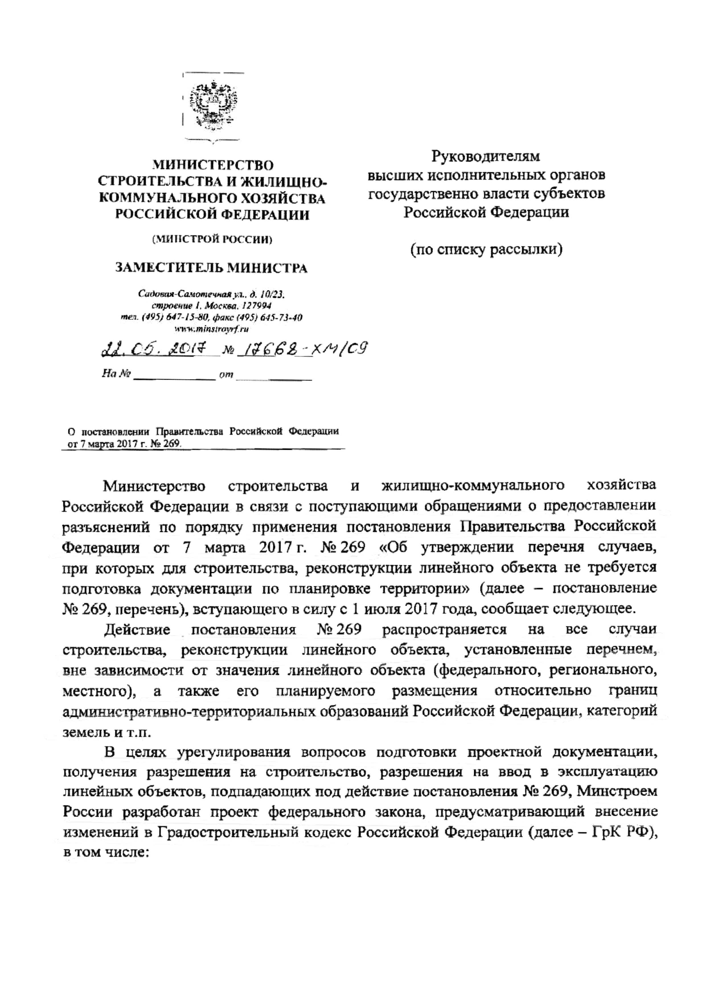 МИНИСТЕРСТВО
СТРОИТЕЛЬСТВА И ЖИЛИЩНО-
КОММУНАЛЬНОГО ХОЗЯЙСТВА
РОССИЙСКОЙ ФЕДЕРАЦИИ
(МИНСТРОЙ РОССИИ)
ЗАМЕСТИТЕЛЬ МИНИСТРА
Садовая-Самотечная ул., д. 10/23,
строение 1, Москва, 127994
тел. (495) 647-15-80, факс (495) 645-73-40
www.minstroyrf.ru
22.05.2017 № 17668-ХМ/09
На № от
Руководителям
высших исполнительных органов
государственно власти субъектов
Российской Федерации
(по списку рассылки)
О постановлении Правительства Российской Федерации
от 7 марта 2017 г. № 269.
Министерство строительства и жилищно-коммунального хозяйства
Российской Федерации в связи с поступающими обращениями о предоставлении
разъяснений по порядку применения постановления Правительства Российской
Федерации от 7 марта 2017 г. № 269 «Об утверждении перечня случаев,
при которых для строительства, реконструкции линейного объекта не требуется
подготовка документации по планировке территории» (далее – постановление
№ 269, перечень), вступающего в силу с 1 июля 2017 года, сообщает следующее.
Действие постановления № 269 распространяется на все случаи
строительства, реконструкции линейного объекта, установленные перечнем,
вне зависимости от значения линейного объекта (федерального, регионального,
местного), а также его планируемого размещения относительно границ
административно-территориальных образований Российской Федерации, категорий
земель и т.п.
В целях урегулирования вопросов подготовки проектной документации,
получения разрешения на строительство, разрешения на ввод в эксплуатацию
линейных объектов, подпадающих под действие постановления № 269, Минстроем
России разработан проект федерального закона, предусматривающий внесение
изменений в Градостроительный кодекс Российской Федерации (далее – ГрК РФ),
в том числе: